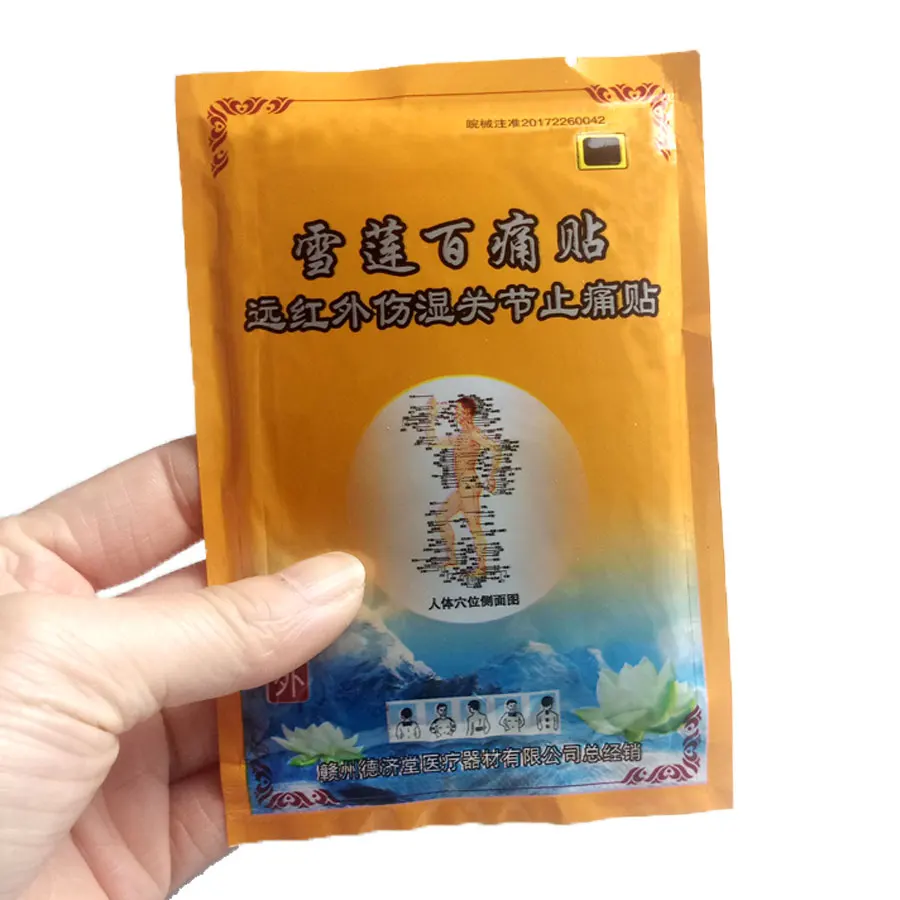 皖械注准20172260042
雪莲百痛贴
远红外伤湿关节止痛贴
人体穴位侧面图
外
赣州德济堂医疗器材有限公司总经销